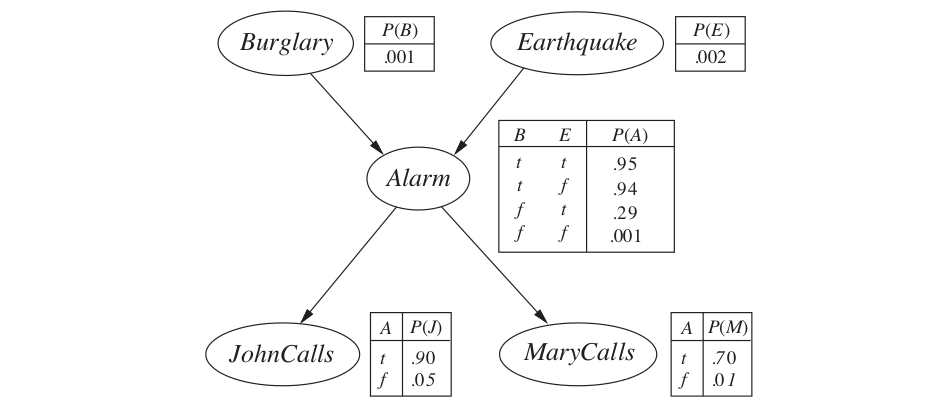 Burglary
P(B)
.001
Earthquake
P(E)
.002
Alarm
B E P(A)
t t .95
t f .94
f t .29
f f .001
JohnCalls
A P(J)
t .90
f .05
MaryCalls
A P(M)
t .70
f .01